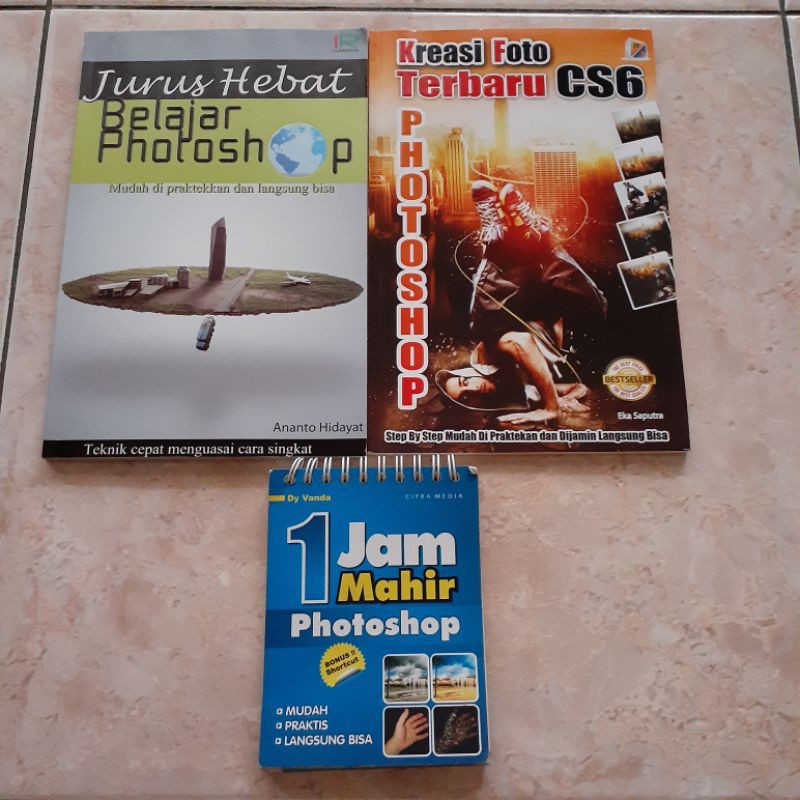 Jurus Hebat
Belajar
Photoshop
Mudah di praktekkan dan langsung bisa
Ananto Hidayat
Teknik cepat menguasai cara singkat
Kreasi Foto
Terbaru CS6
PHOTOSHOP
BESTSELLER
Eka Saputra
Step By Step Mudah Di Praktekan dan Dijamin Langsung Bisa
Dy Vanda
CITRA MEDIA
1 Jam
Mahir
Photoshop
BONUS !!
Shortcut
MUDAH
PRAKTIS
LANGSUNG BISA